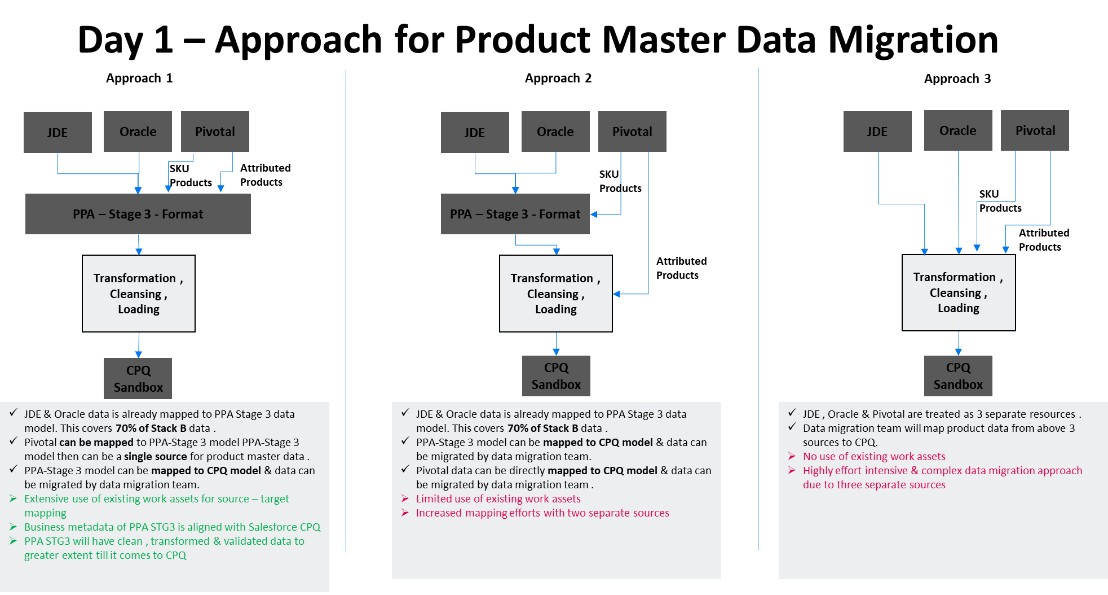 Day 1 – Approach for Product Master Data Migration
Approach 1
JDE
Oracle
Pivotal
SKU
Products
Attributed
Products
PPA – Stage 3 - Format
Transformation ,
Cleansing ,
Loading
CPQ
Sandbox
✓ JDE & Oracle data is already mapped to PPA Stage 3 data
model. This covers 70% of Stack B data .
✓ Pivotal can be mapped to PPA-Stage 3 model PPA-Stage 3
model then can be a single source for product master data .
✓ PPA-Stage 3 model can be mapped to CPQ model & data can
be migrated by data migration team.
➢ Extensive use of existing work assets for source – target
mapping
➢ Business metadata of PPA STG3 is aligned with Salesforce CPQ
➢ PPA STG3 will have clean , transformed & validated data to
greater extent till it comes to CPQ
Approach 2
JDE
Oracle
Pivotal
SKU
Products
PPA – Stage 3 - Format
Attributed
Products
Transformation ,
Cleansing ,
Loading
CPQ
Sandbox
✓ JDE & Oracle data is already mapped to PPA Stage 3 data
model. This covers 70% of Stack B data .
✓ PPA-Stage 3 model can be mapped to CPQ model & data can
be migrated by data migration team.
✓ Pivotal data can be directly mapped to CPQ model & data can
be migrated by data migration team .
➢ Limited use of existing work assets
➢ Increased mapping efforts with two separate sources
Approach 3
JDE
Oracle
Pivotal
SKU
Products
Attributed
Products
Transformation ,
Cleansing ,
Loading
CPQ
Sandbox
✓ JDE , Oracle & Pivotal are treated as 3 separate resources .
✓ Data migration team will map product data from above 3
sources to CPQ.
➢ No use of existing work assets
➢ Highly effort intensive & complex data migration approach
due to three separate sources